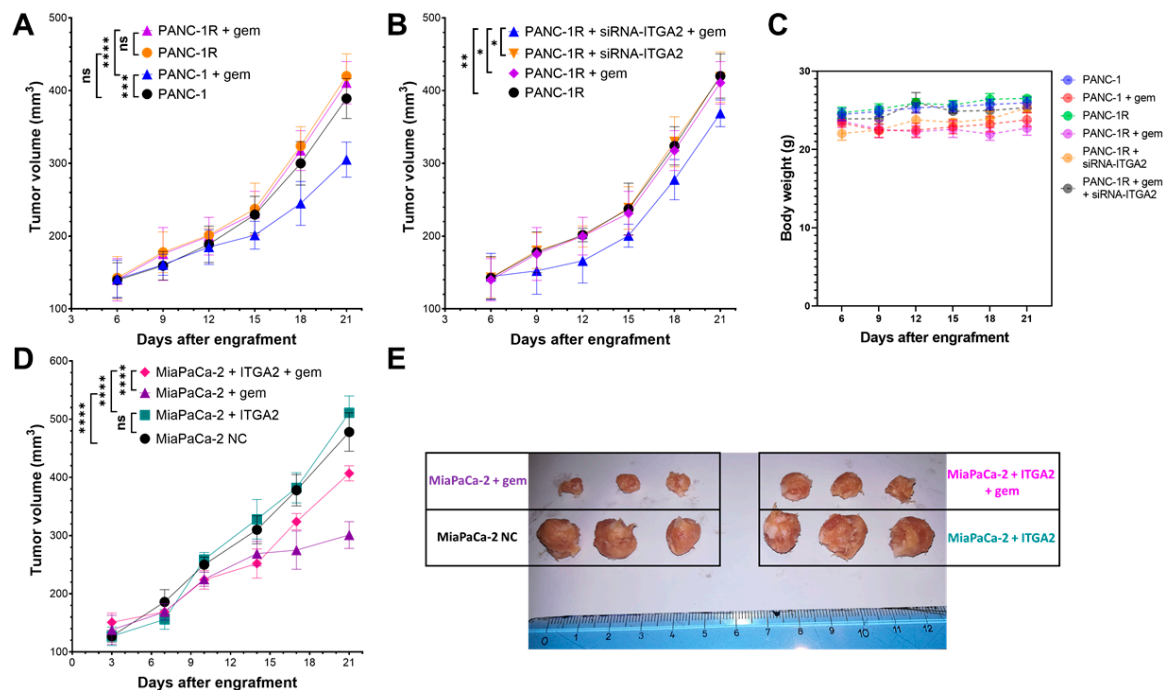 A
Tumor volume (mm3)
500
400
300
200
100
3
6
9
12
15
18
21
Days after engrafment
ns
****
***
ns
PANC-1R + gem
PANC-1R
PANC-1 + gem
PANC-1
B
Tumor volume (mm3)
500
400
300
200
100
3
6
9
12
15
18
21
Days after engrafment
**
*
*
PANC-1R + siRNA-ITGA2 + gem
PANC-1R + siRNA-ITGA2
PANC-1R + gem
PANC-1R
C
Body weight (g)
30
20
10
0
6
9
12
15
18
21
Days after engrafment
PANC-1
PANC-1 + gem
PANC-1R
PANC-1R + gem
PANC-1R +
siRNA-ITGA2
PANC-1R + gem
+ siRNA-ITGA2
D
Tumor volume (mm3)
600
500
400
300
200
100
0
3
6
9
12
15
18
21
Days after engrafment
****
****
****
ns
MiaPaCa-2 + ITGA2 + gem
MiaPaCa-2 + gem
MiaPaCa-2 + ITGA2
MiaPaCa-2 NC
E
MiaPaCa-2 + gem
MiaPaCa-2 NC
MiaPaCa-2 + ITGA2
+ gem
MiaPaCa-2 + ITGA2
0 1 2 3 4 5 6 7 8 9 10 11 12